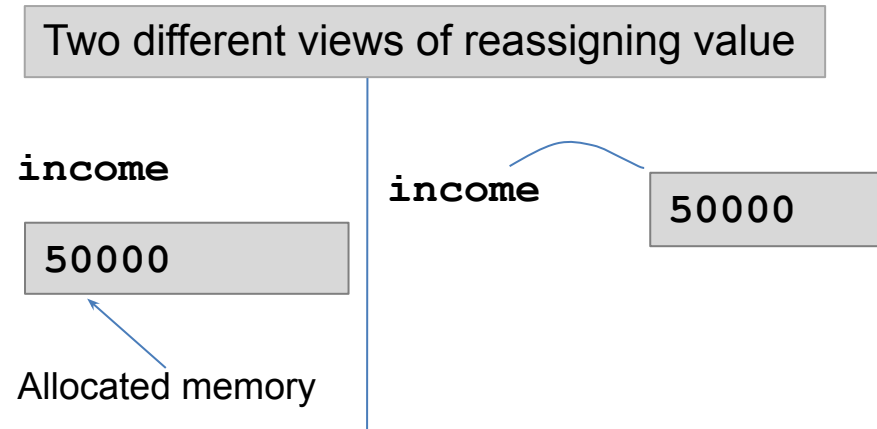 Two different views of reassigning value
income
50000
Allocated memory
income
50000